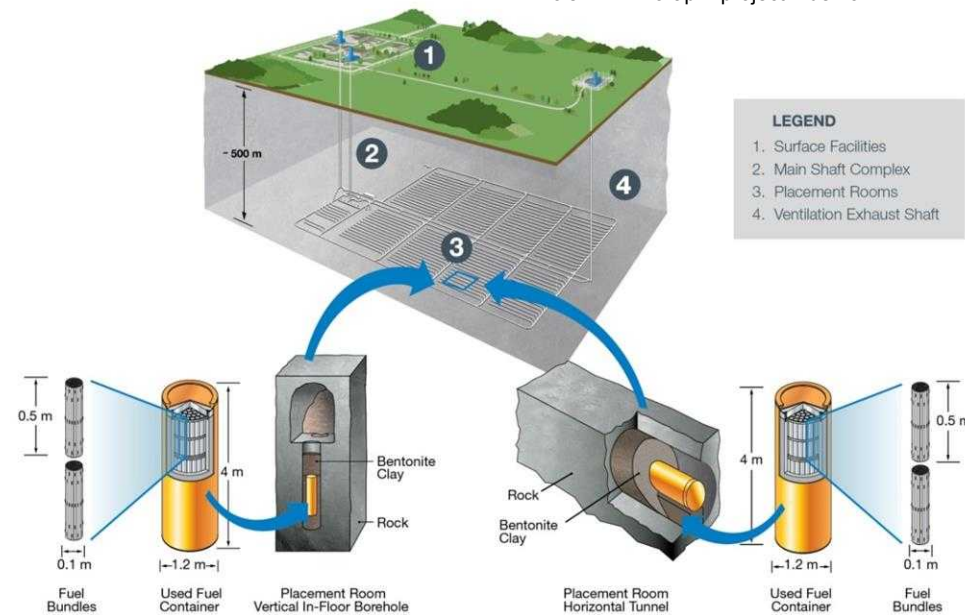 1
LEGEND
1. Surface Facilities
2. Main Shaft Complex
3. Placement Rooms
4. Ventilation Exhaust Shaft
~ 500 m
2
4
3
0.5 m
4 m
Bentonite
Clay
Rock
0.1 m
1.2 m
Fuel
Bundles
Used Fuel
Container
Placement Room
Vertical In-Floor Borehole
Rock
Bentonite
Clay
4 m
0.5 m
1.2 m
0.1 m
Placement Room
Horizontal Tunnel
Used Fuel
Container
Fuel
Bundles